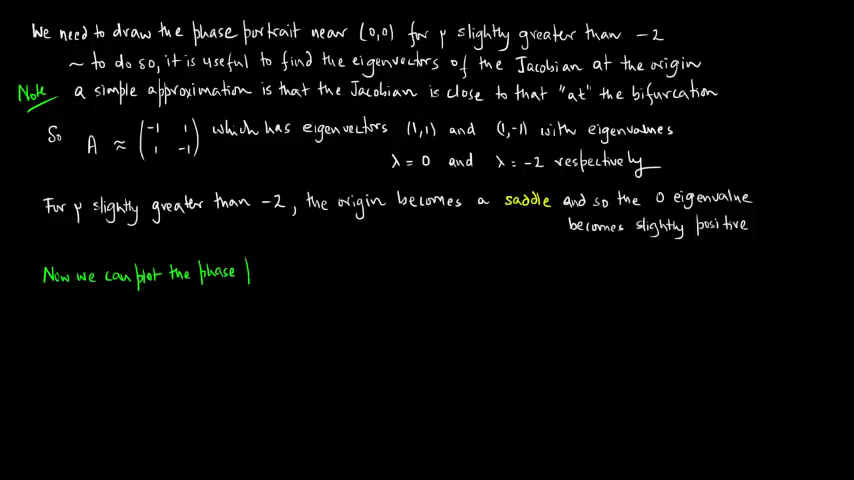 We need to draw the phase portrait near (0,0) for μ slightly greater than -2
~ to do so, it is useful to find the eigenvectors of the Jacobian at the origin
Note a simple approximation is that the Jacobian is close to that "at" the bifurcation
So A ≈ (-1 1
1 -1) which has eigenvectors (1,1) and (1,-1) with eigenvalues
λ = 0 and λ = -2 respectively
For μ slightly greater than -2, the origin becomes a saddle and so the 0 eigenvalue
becomes slightly positive
Now we can plot the phase